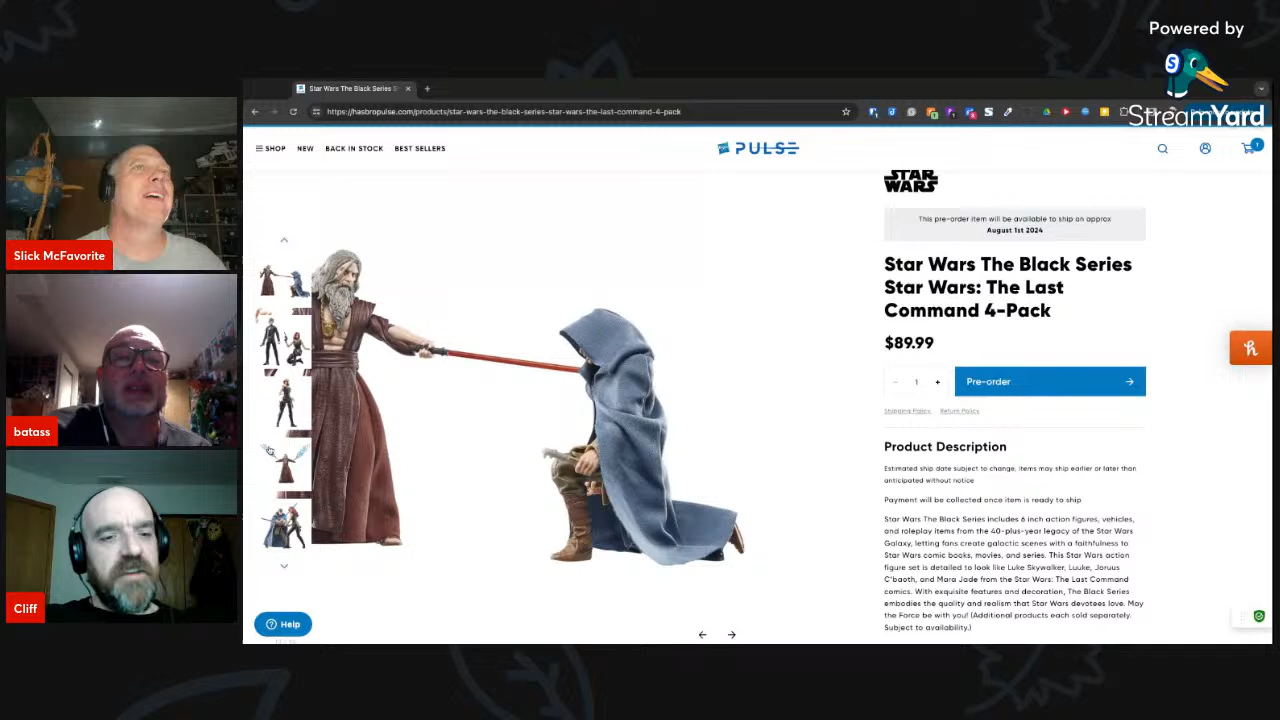 Powered by
StreamYard
Star Wars The Black Series S
https://hasbropulse.com/products/star-wars-the-black-series-star-wars-the-last-command-4-pack
SHOP NEW BACK IN STOCK BEST SELLERS
PULSE
1
STAR WARS
This pre-order item will be available to ship on approx
August 1st 2024
Star Wars The Black Series
Star Wars: The Last
Command 4-Pack
$89.99
- 1 +
Pre-order
Shipping Policy Return Policy
Product Description
Estimated ship date subject to change, items may ship earlier or later than
anticipated without notice
Payment will be collected once item is ready to ship
Star Wars The Black Series includes 6 inch action figures, vehicles,
and roleplay items from the 40-plus-year legacy of the Star Wars
Galaxy, letting fans create galactic scenes with a faithfulness to
Star Wars comic books, movies, and series. This Star Wars action
figure set is detailed to look like Luke Skywalker, Luuke, Joruus
C'baoth, and Mara Jade from the Star Wars: The Last Command
comics. With exquisite features and decoration, The Black Series
embodies the quality and realism that Star Wars devotees love. May
the Force be with you! (Additional products each sold separately.
Subject to availability.)
Help
Slick McFavorite
batass
Cliff